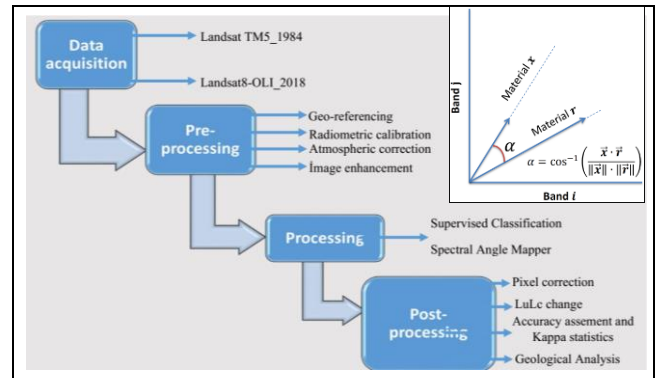 Data
acquisition
Landsat TM5_1984
Landsat8-OLI_2018
Pre-
processing
Geo-referencing
Radiometric calibration
Atmospheric correction
İmage enhancement
Processing
Supervised Classification
Spectral Angle Mapper
Post-
processing
Pixel correction
LuLc change
Accuracy assement and
Kappa statistics
Geological Analysis
Band j
Material x
Material r
α
α = cos⁻¹ (x⃗ · r⃗ / ‖x⃗‖ · ‖r⃗‖)
Band i